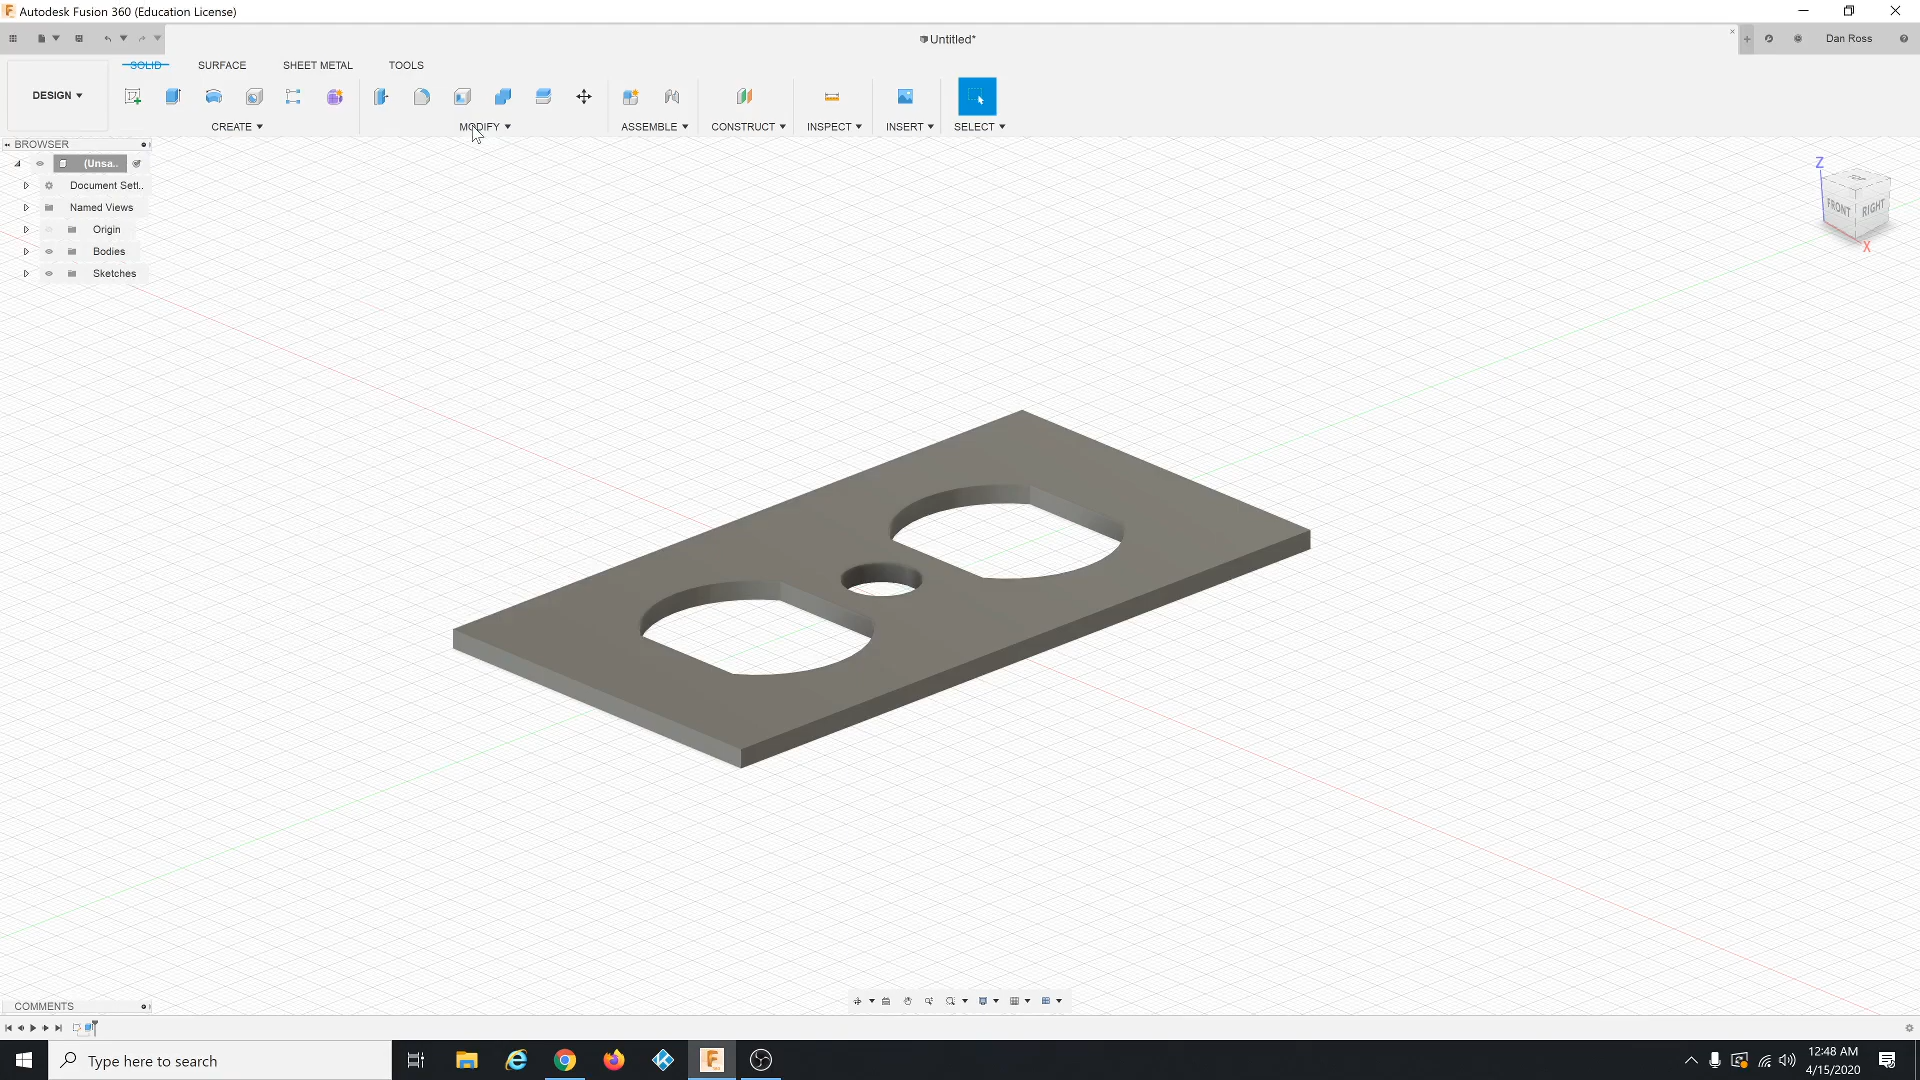 Autodesk Fusion 360 (Education License)
Untitled*
Dan Ross
SOLID SURFACE SHEET METAL TOOLS
DESIGN
CREATE MODIFY ASSEMBLE CONSTRUCT INSPECT INSERT SELECT
BROWSER
(Unsa..
Document Sett..
Named Views
Origin
Bodies
Sketches
Z
TOP
FRONT RIGHT
X
COMMENTS
Type here to search
12:48 AM
4/15/2020